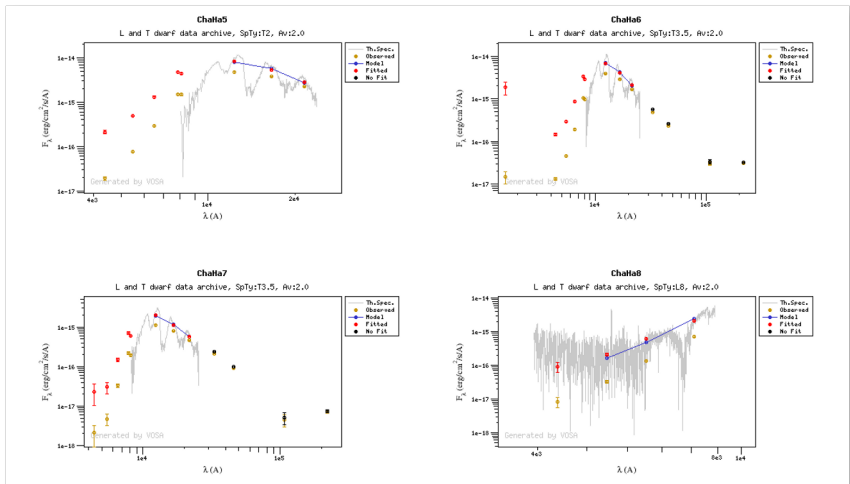 ChaHa5
L and T dwarf data archive, SpTy:T2, Av:2.0
Th.Spec.
Observed
Model
Fitted
No Fit
1e-14
1e-15
1e-16
1e-17
Fλ (erg/cm²/s/A)
Generated by VOSA
4e3
1e4
2e4
λ (A)
ChaHa6
L and T dwarf data archive, SpTy:T3.5, Av:2.0
Th.Spec.
Observed
Model
Fitted
No Fit
1e-14
1e-15
1e-16
1e-17
Fλ (erg/cm²/s/A)
Generated by VOSA
1e4
1e5
λ (A)
ChaHa7
L and T dwarf data archive, SpTy:T3.5, Av:2.0
Th.Spec.
Observed
Model
Fitted
No Fit
1e-15
1e-16
1e-17
1e-18
Fλ (erg/cm²/s/A)
Generated by VOSA
1e4
1e5
λ (A)
ChaHa8
L and T dwarf data archive, SpTy:L8, Av:2.0
Th.Spec.
Observed
Model
Fitted
No Fit
1e-14
1e-15
1e-16
1e-17
1e-18
Fλ (erg/cm²/s/A)
Generated by VOSA
4e3
8e3
1e4
λ (A)